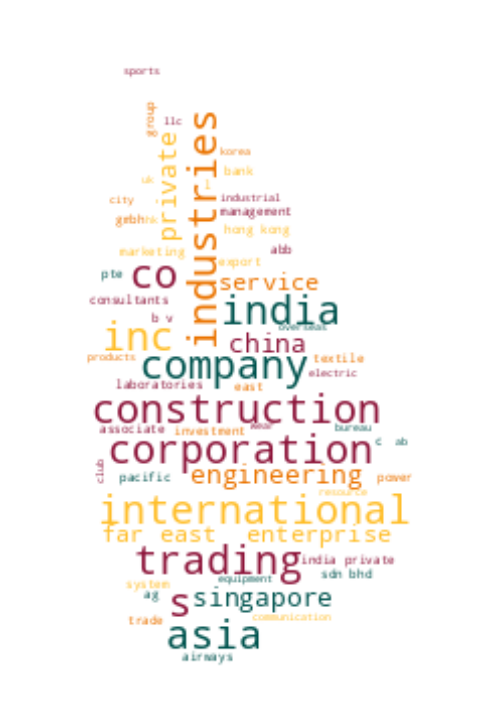 sports
group
llc
industries
private
korea
bank
uk
l
city
industrial
management
gmbh
hk
hong kong
marketing
abb
export
pte
co
service
consultants
india
b v
overseas
inc
china
products
company
textile
electric
laboratories
east
construction
associate
investment
wear
bureau
corporation
c
ab
club
pacific
engineering
power
resource
international
far east
enterprise
trading
india private
system
equipment
sdn bhd
ag
s
singapore
trade
communication
asia
airways